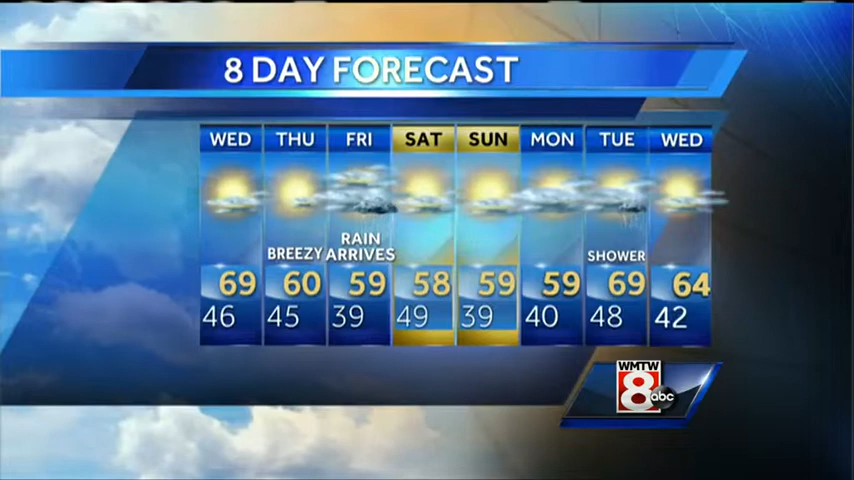 8 DAY FORECAST
WED THU FRI SAT SUN MON TUE WED
BREEZY RAIN ARRIVES SHOWER
69 60 59 58 59 59 69 64
46 45 39 49 39 40 48 42
WMTW
8 abc